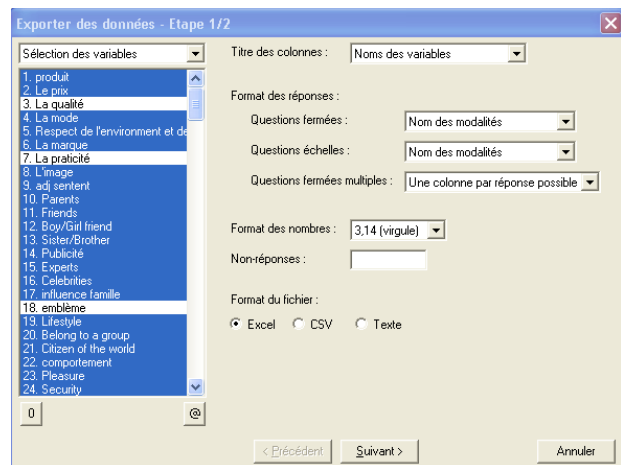 Exporter des données - Etape 1/2
Sélection des variables
1. produit
2. Le prix
3. La qualité
4. La mode
5. Respect de l'environnement et de
6. La marque
7. La praticité
8. L'image
9. adj sentent
10. Parents
11. Friends
12. Boy/Girl friend
13. Sister/Brother
14. Publicité
15. Experts
16. Celebrities
17. influence famille
18. emblème
19. Lifestyle
20. Belong to a group
21. Citizen of the world
22. comportement
23. Pleasure
24. Security
0 @
Titre des colonnes : Noms des variables
Format des réponses :
Questions fermées : Nom des modalités
Questions échelles : Nom des modalités
Questions fermées multiples : Une colonne par réponse possible
Format des nombres : 3,14 (virgule)
Non-réponses :
Format du fichier :
Excel CSV Texte
< Précédent Suivant > Annuler